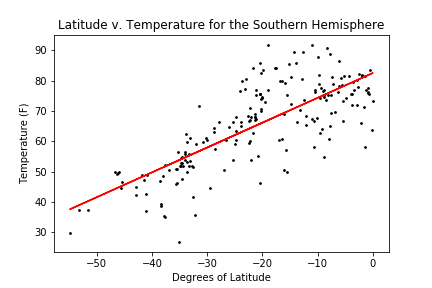 Latitude v. Temperature for the Southern Hemisphere
90
80
70
60
50
40
30
Temperature (F)
−50 −40 −30 −20 −10 0
Degrees of Latitude